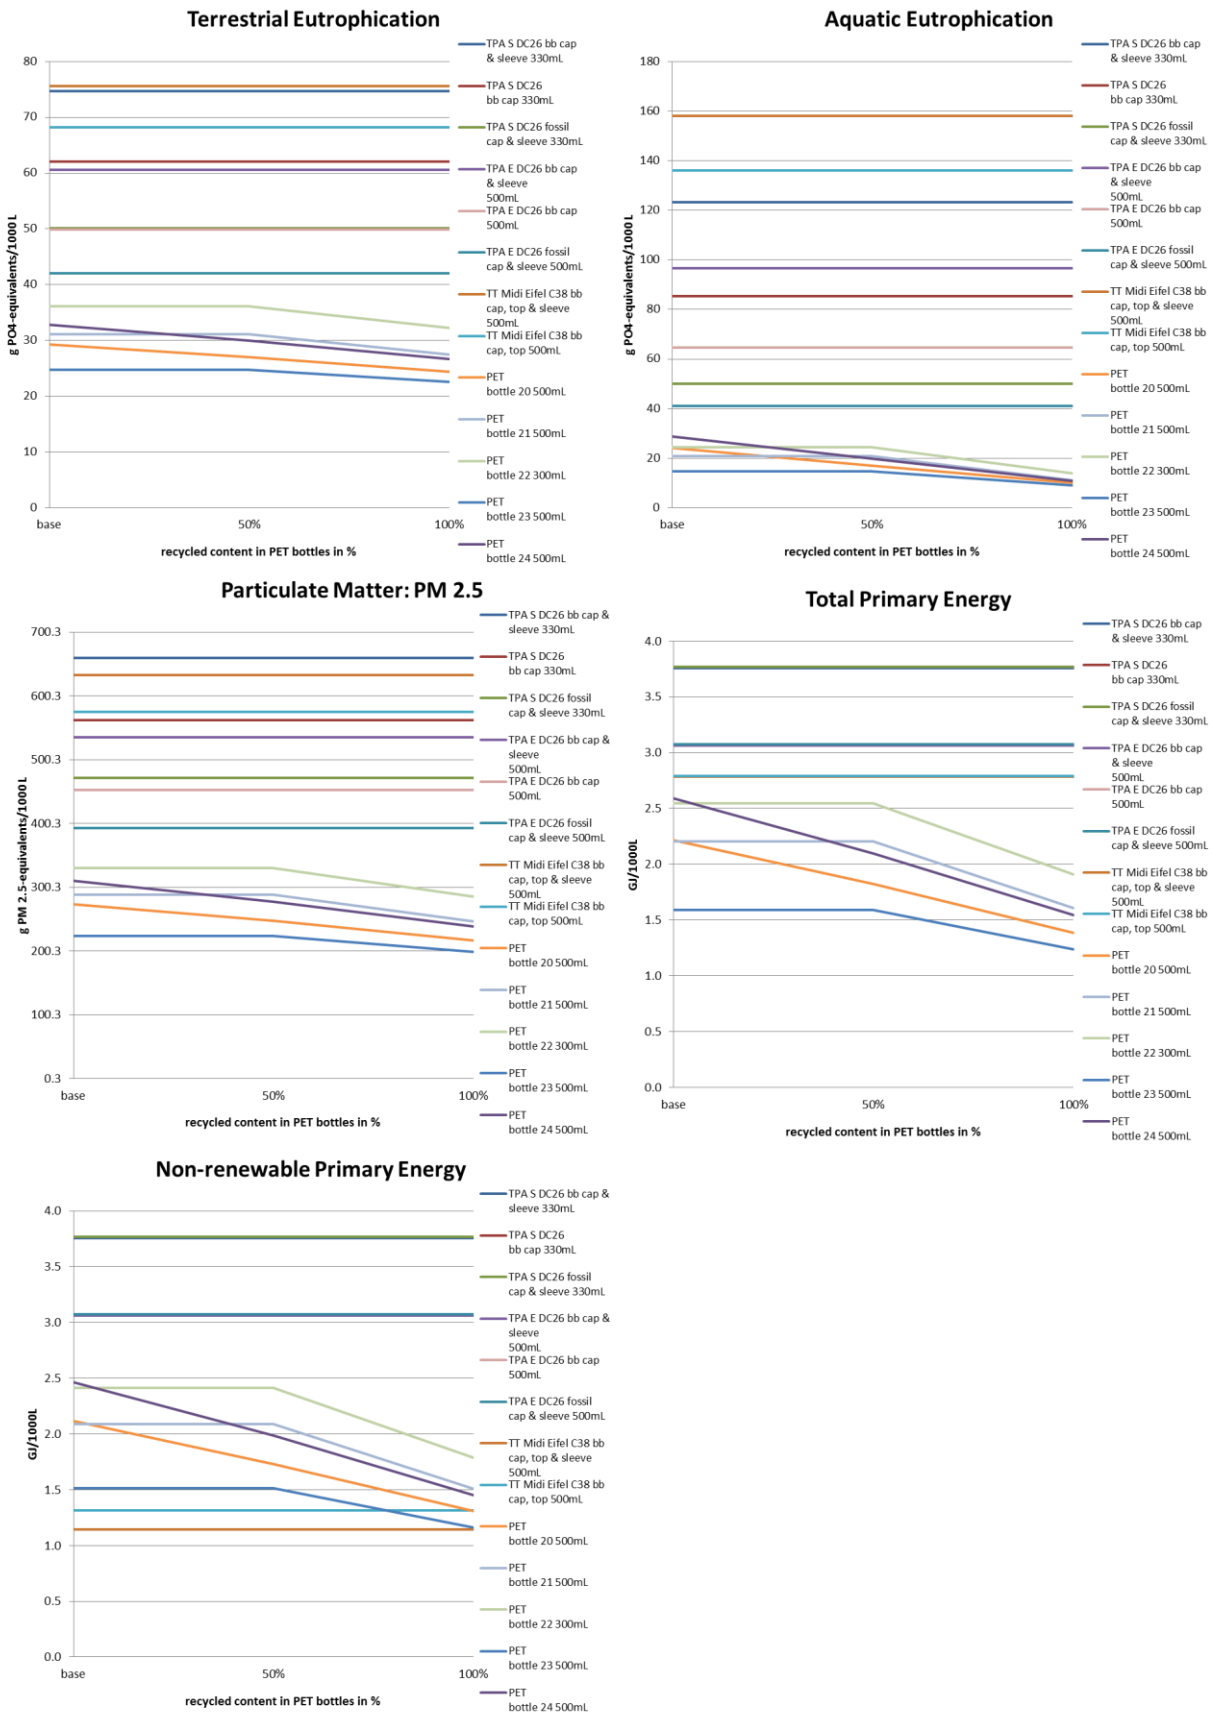 Terrestrial Eutrophication
g PO4-equivalents/1000 L
80
70
60
50
40
30
20
10
0
base
50%
100%
recycled content in PET bottles in %
TPA S DC26 bb cap
& sleeve 330mL
TPA S DC26
bb cap 330mL
TPA S DC26 fossil
cap & sleeve 330mL
TPA E DC26 bb cap
& sleeve
500mL
TPA E DC26 bb cap
500mL
TPA E DC26 fossil
cap & sleeve 500mL
TT Midi Eifel C38 bb
cap, top & sleeve
500mL
TT Midi Eifel C38 bb
cap, top 500mL
PET
bottle 20 500mL
PET
bottle 21 500mL
PET
bottle 22 300mL
PET
bottle 23 500mL
PET
bottle 24 500mL
Aquatic Eutrophication
g PO4-equivalents/1000 L
180
160
140
120
100
80
60
40
20
0
base
50%
100%
recycled content in PET bottles in %
TPA S DC26 bb cap
& sleeve 330mL
TPA S DC26
bb cap 330mL
TPA S DC26 fossil
cap & sleeve 330mL
TPA E DC26 bb cap
& sleeve
500mL
TPA E DC26 bb cap
500mL
TPA E DC26 fossil
cap & sleeve 500mL
TT Midi Eifel C38 bb
cap, top & sleeve
500mL
TT Midi Eifel C38 bb
cap, top 500mL
PET
bottle 20 500mL
PET
bottle 21 500mL
PET
bottle 22 300mL
PET
bottle 23 500mL
PET
bottle 24 500mL
Particulate Matter: PM 2.5
g PM 2.5-equivalents/1000 L
700.3
600.3
500.3
400.3
300.3
200.3
100.3
0.3
base
50%
100%
recycled content in PET bottles in %
TPA S DC26 bb cap &
sleeve 330mL
TPA S DC26
bb cap 330mL
TPA S DC26 fossil
cap & sleeve 330mL
TPA E DC26 bb cap &
sleeve
500mL
TPA E DC26 bb cap
500mL
TPA E DC26 fossil
cap & sleeve 500mL
TT Midi Eifel C38 bb
cap, top & sleeve
500mL
TT Midi Eifel C38 bb
cap, top 500mL
PET
bottle 20 500mL
PET
bottle 21 500mL
PET
bottle 22 300mL
PET
bottle 23 500mL
PET
bottle 24 500mL
Total Primary Energy
GJ/1000L
4.0
3.5
3.0
2.5
2.0
1.5
1.0
0.5
0.0
base
50%
100%
recycled content in PET bottles in %
TPA S DC26 bb cap
& sleeve 330mL
TPA S DC26
bb cap 330mL
TPA S DC26 fossil
cap & sleeve 330mL
TPA E DC26 bb cap
& sleeve
500mL
TPA E DC26 bb cap
500mL
TPA E DC26 fossil
cap & sleeve 500mL
TT Midi Eifel C38 bb
cap, top & sleeve
500mL
TT Midi Eifel C38 bb
cap, top 500mL
PET
bottle 20 500mL
PET
bottle 21 500mL
PET
bottle 22 300mL
PET
bottle 23 500mL
PET
bottle 24 500mL
Non-renewable Primary Energy
GJ/1000L
4.0
3.5
3.0
2.5
2.0
1.5
1.0
0.5
0.0
base
50%
100%
recycled content in PET bottles in %
TPA S DC26 bb cap &
sleeve 330mL
TPA S DC26
bb cap 330mL
TPA S DC26 fossil
cap & sleeve 330mL
TPA E DC26 bb cap &
sleeve
500mL
TPA E DC26 bb cap
500mL
TPA E DC26 fossil
cap & sleeve 500mL
TT Midi Eifel C38 bb
cap, top & sleeve
500mL
TT Midi Eifel C38 bb
cap, top 500mL
PET
bottle 20 500mL
PET
bottle 21 500mL
PET
bottle 22 300mL
PET
bottle 23 500mL
PET
bottle 24 500mL